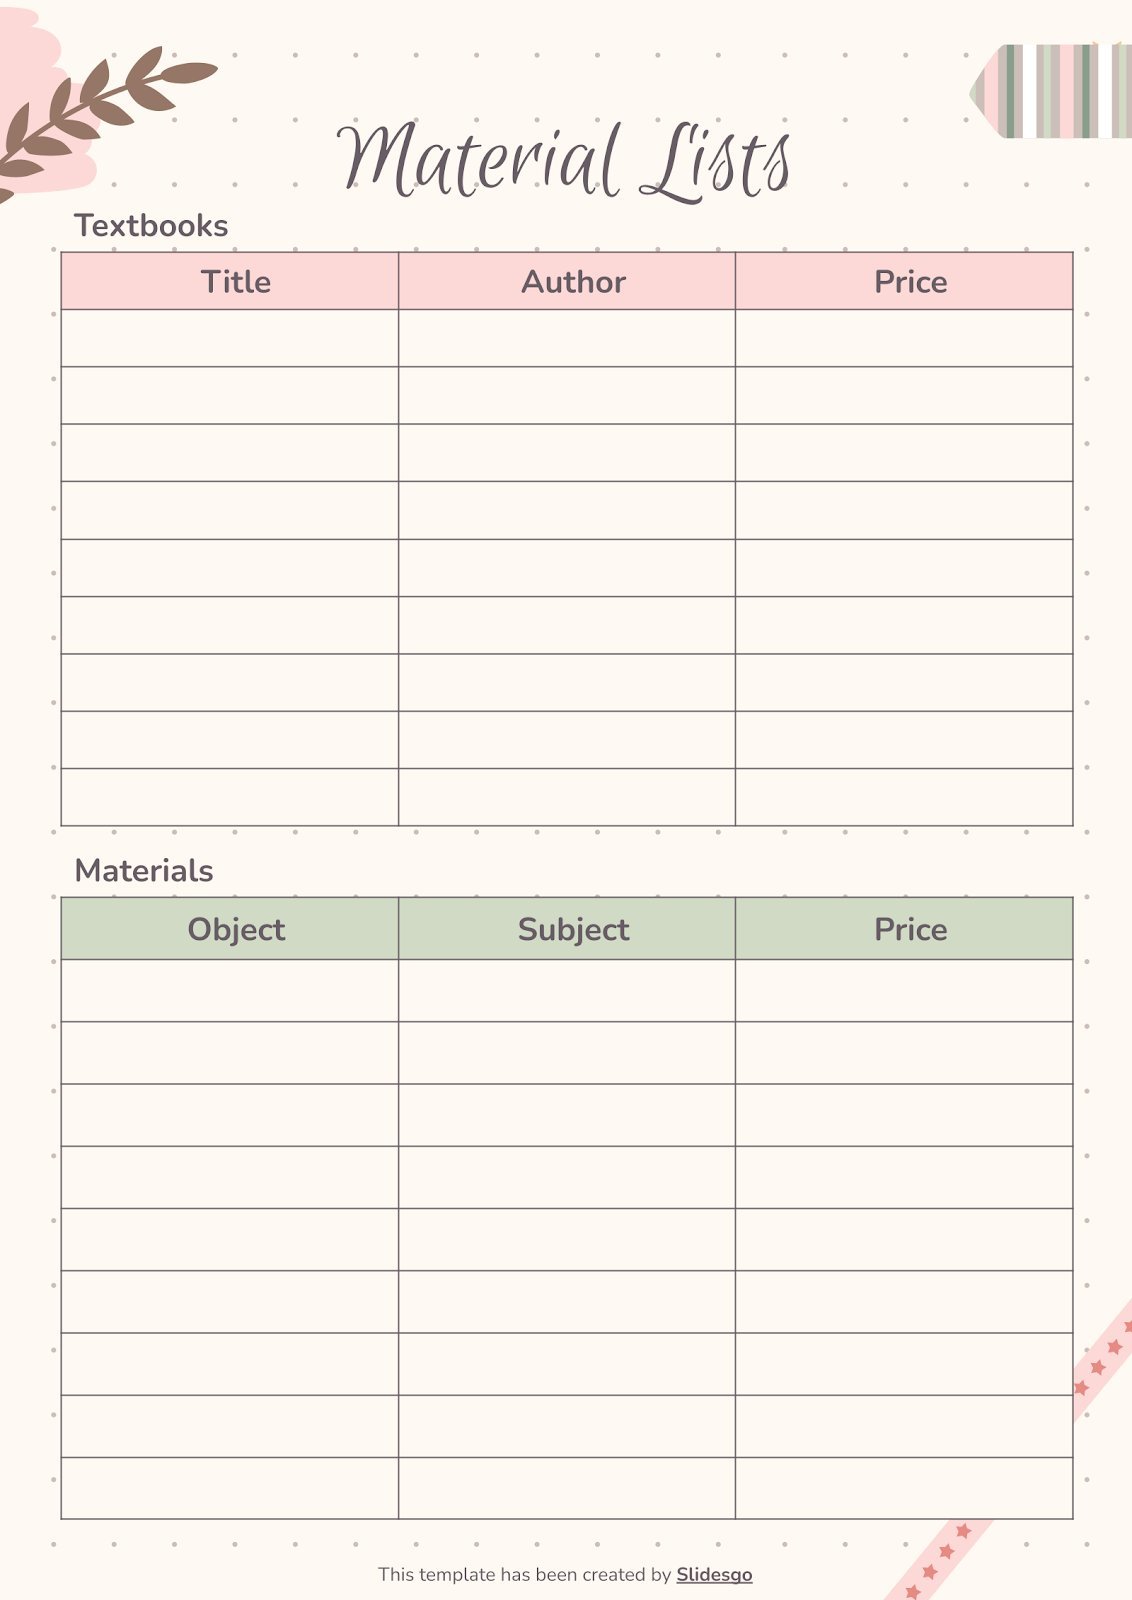 Material Lists
Textbooks
Title Author Price
Materials
Object Subject Price
This template has been created by Slidesgo